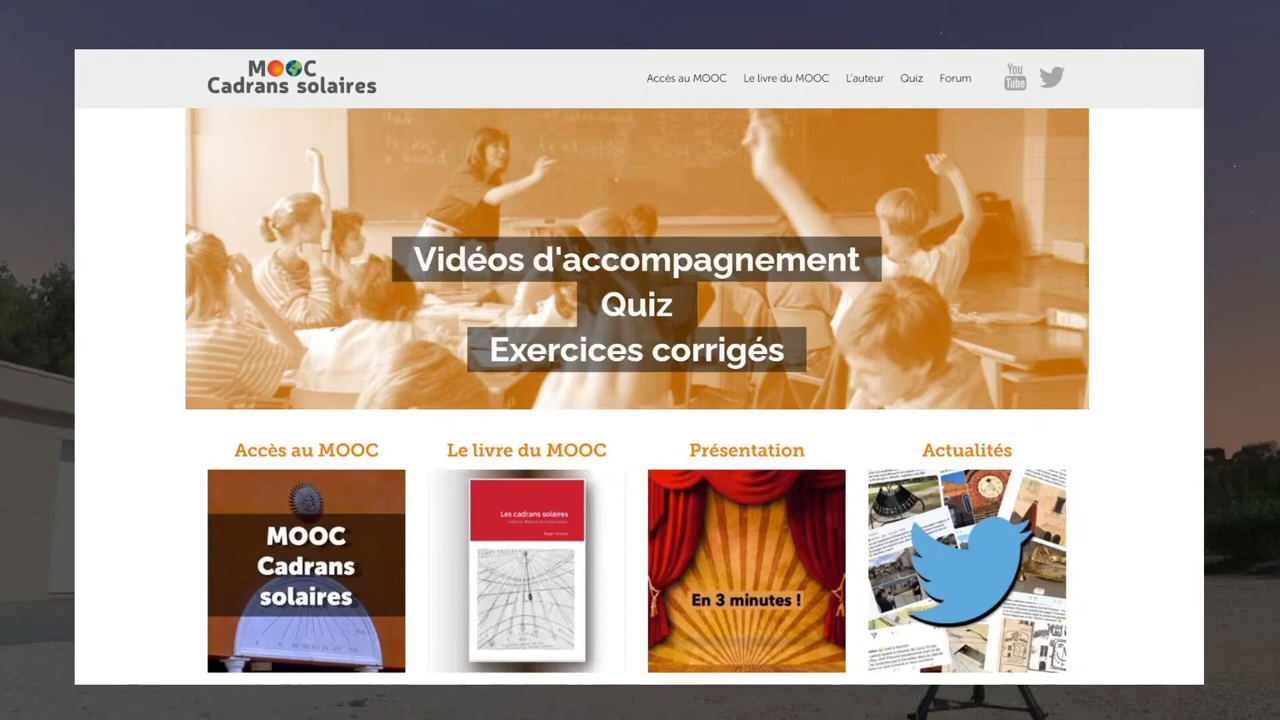 MOOC
Cadrans solaires
Accès au MOOC
Le livre du MOOC
L'auteur
Quiz
Forum
You
Tube
Vidéos d'accompagnement
Quiz
Exercices corrigés
Accès au MOOC
Le livre du MOOC
Présentation
Actualités
MOOC
Cadrans
solaires
Les cadrans solaires
En 3 minutes !